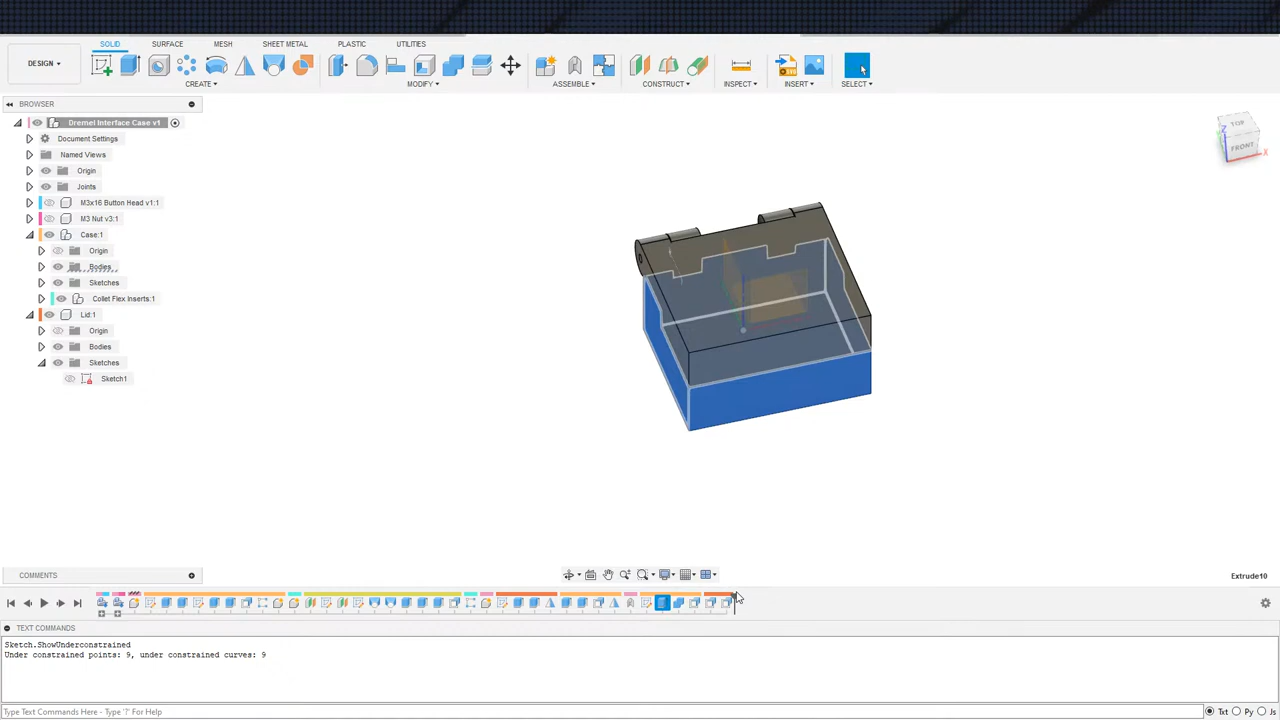 SOLID SURFACE MESH SHEET METAL PLASTIC UTILITIES
DESIGN
CREATE MODIFY ASSEMBLE CONSTRUCT INSPECT INSERT SELECT
BROWSER
Dremel Interface Case v1
Document Settings
Named Views
Origin
Joints
M3x16 Button Head v1:1
M3 Nut v3:1
Case:1
Origin
Bodies
Sketches
Collet Flex Inserts:1
Lid:1
Origin
Bodies
Sketches
Sketch1
TOP
FRONT
Z
X
COMMENTS
Extrude10
TEXT COMMANDS
Sketch.ShowUnderconstrained
Under constrained points: 9, under constrained curves: 9
Type Text Commands Here - Type '?' For Help
Txt Py Js